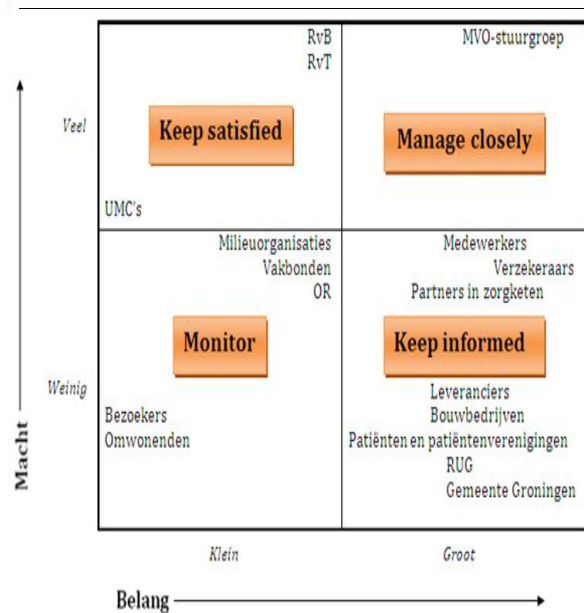 RvB
RvT
MVO-stuurgroep
Veel
Keep satisfied
Manage closely
UMC's
Milieuorganisaties
Vakbonden
OR
Medewerkers
Verzekeraars
Partners in zorgketen
Monitor
Keep informed
Weinig
Bezoekers
Omwonenden
Leveranciers
Bouwbedrijven
Patiënten en patiëntenverenigingen
RUG
Gemeente Groningen
Macht
Klein
Groot
Belang